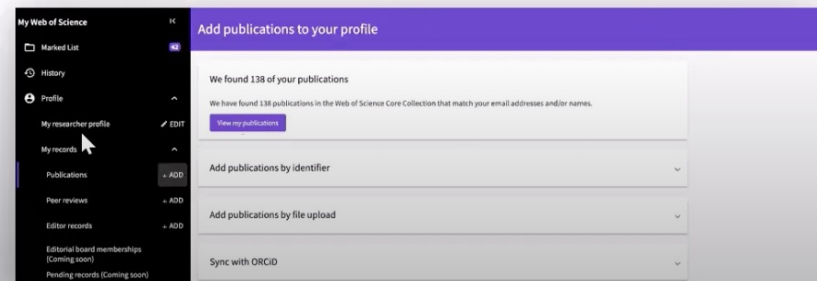 My Web of Science
Marked List
62
History
Profile
My researcher profile
EDIT
My records
Publications
+ ADD
Peer reviews
+ ADD
Editor records
+ ADD
Editorial board memberships
(Coming soon)
Pending records (Coming soon)
Add publications to your profile
We found 138 of your publications
We have found 138 publications in the Web of Science Core Collection that match your email addresses and/or names.
View my publications
Add publications by identifier
Add publications by file upload
Sync with ORCiD